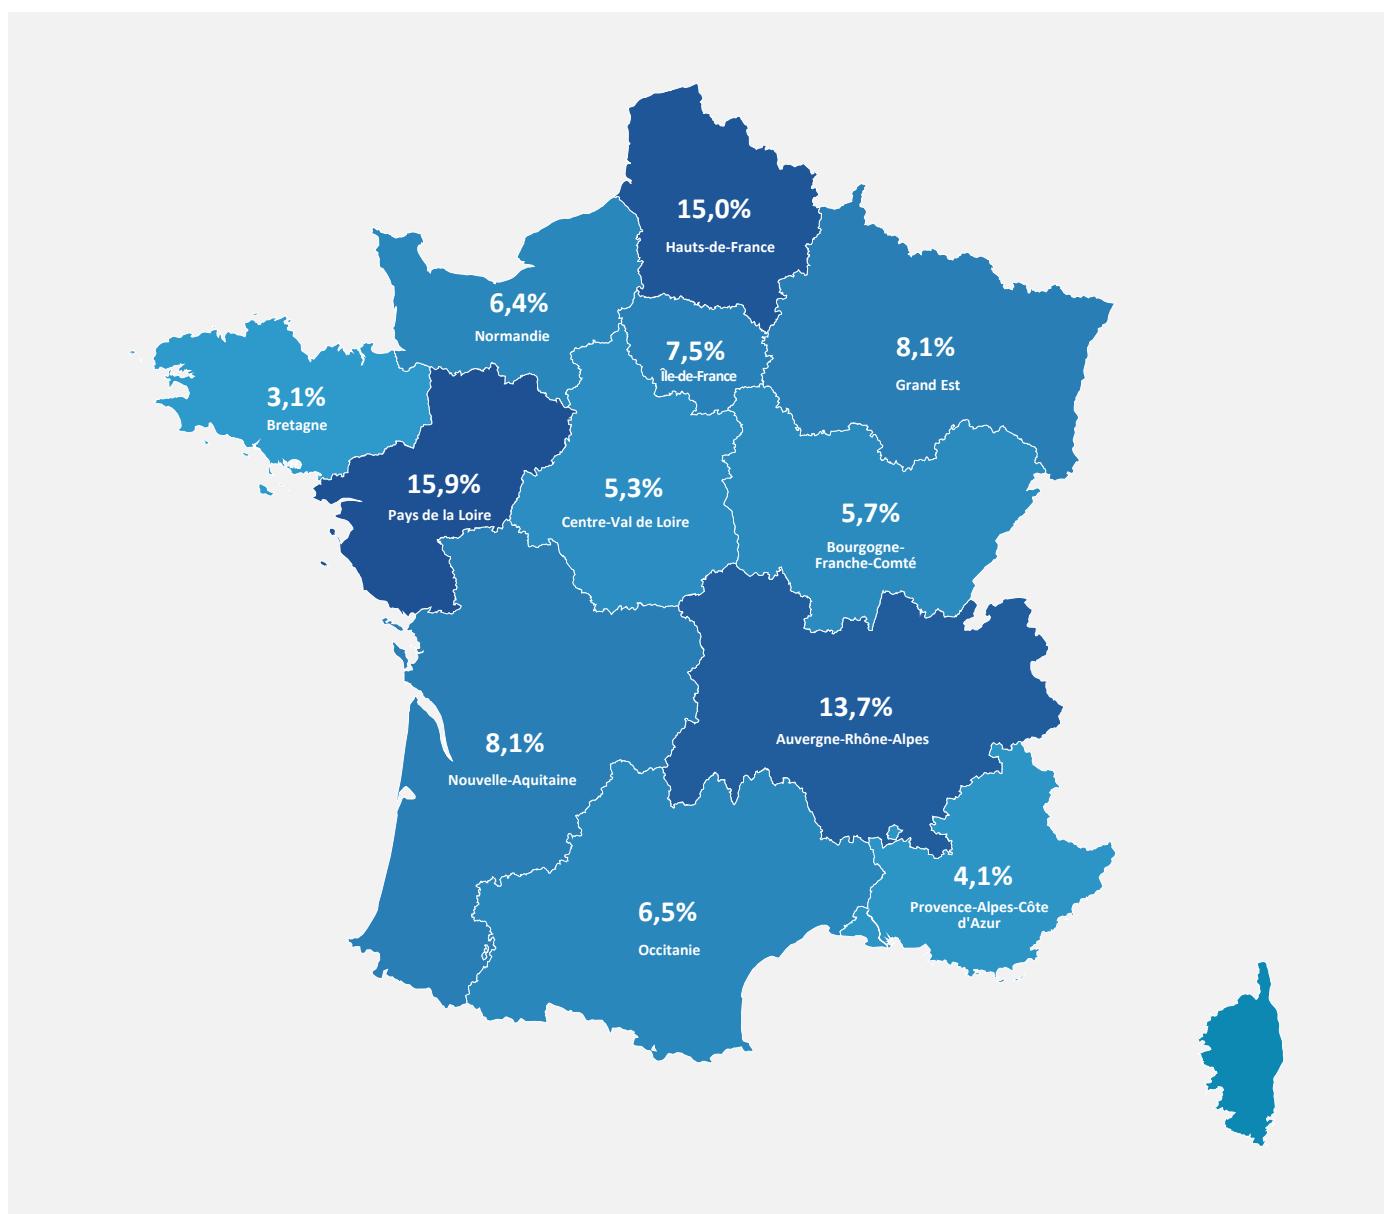 15,0%
Hauts-de-France
6,4%
Normandie
7,5%
Île-de-France
8,1%
Grand Est
3,1%
Bretagne
15,9%
Pays de la Loire
5,3%
Centre-Val de Loire
5,7%
Bourgogne-
Franche-Comté
13,7%
Auvergne-Rhône-Alpes
8,1%
Nouvelle-Aquitaine
4,1%
Provence-Alpes-Côte
d'Azur
6,5%
Occitanie